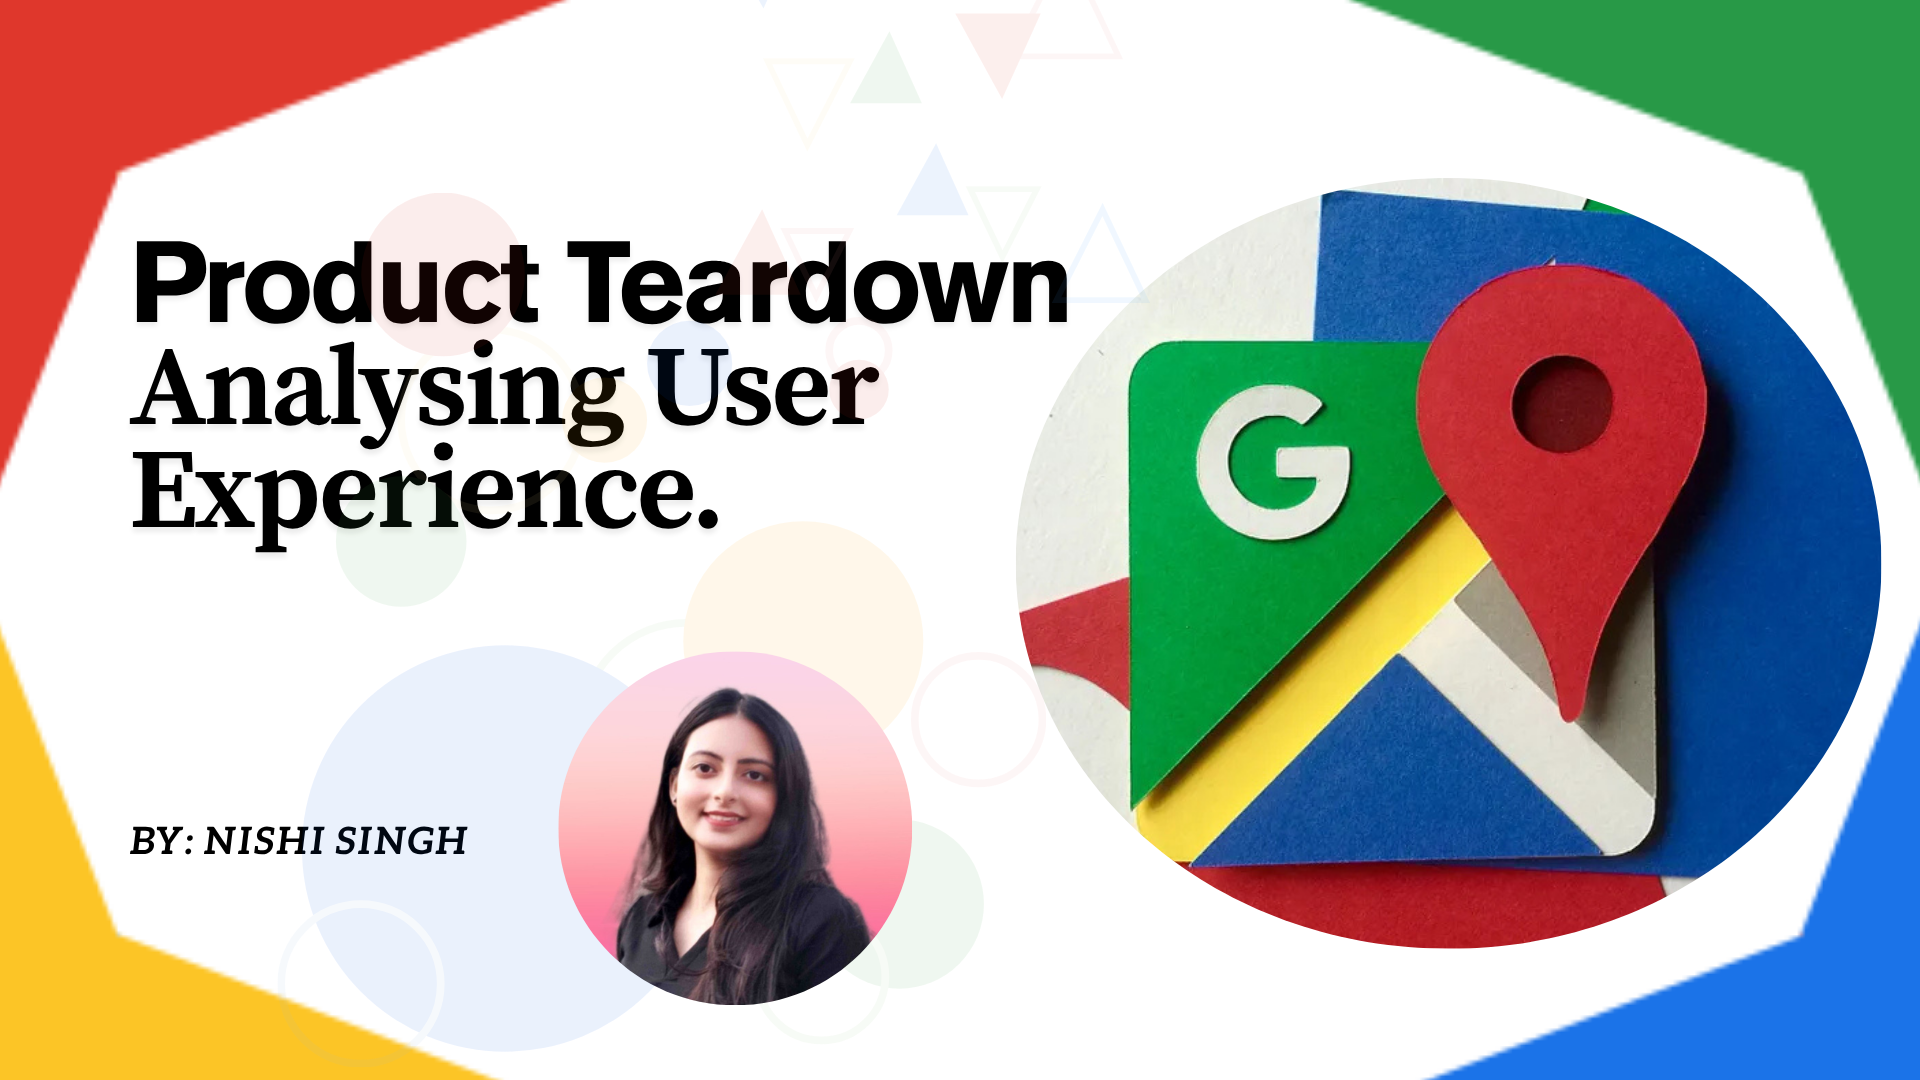 Product Teardown
Analysing User
Experience.
G
BY: NISHI SINGH